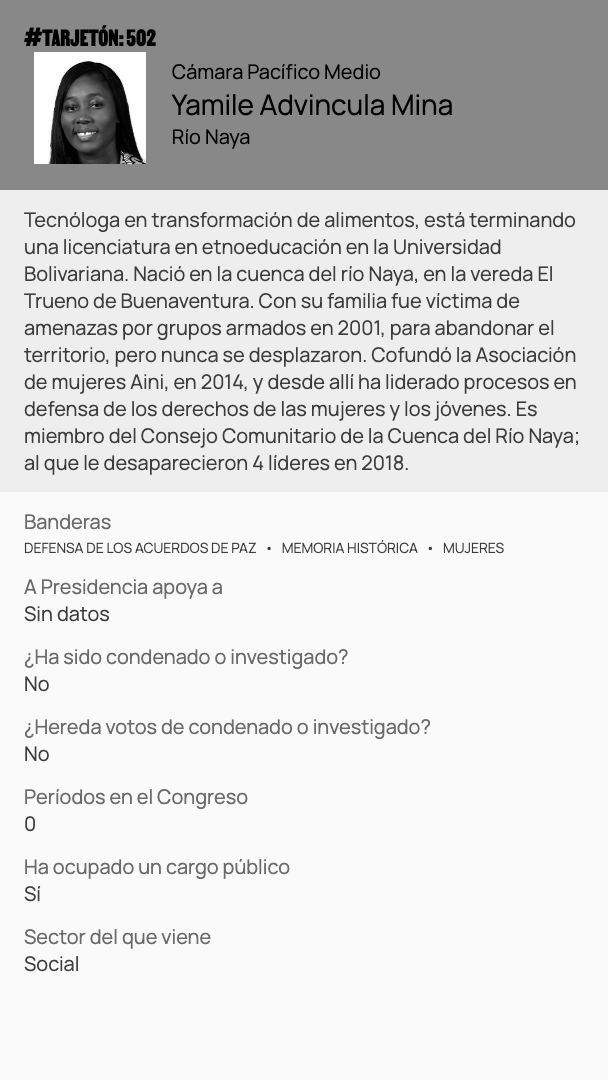 #TARJETÓN: 502
Cámara Pacífico Medio
Yamile Advincula Mina
Río Naya
Tecnóloga en transformación de alimentos, está terminando
una licenciatura en etnoeducación en la Universidad
Bolivariana. Nació en la cuenca del río Naya, en la vereda El
Trueno de Buenaventura. Con su familia fue víctima de
amenazas por grupos armados en 2001, para abandonar el
territorio, pero nunca se desplazaron. Cofundó la Asociación
de mujeres Aini, en 2014, y desde allí ha liderado procesos en
defensa de los derechos de las mujeres y los jóvenes. Es
miembro del Consejo Comunitario de la Cuenca del Río Naya;
al que le desaparecieron 4 líderes en 2018.
Banderas
DEFENSA DE LOS ACUERDOS DE PAZ • MEMORIA HISTÓRICA • MUJERES
A Presidencia apoya a
Sin datos
¿Ha sido condenado o investigado?
No
¿Hereda votos de condenado o investigado?
No
Períodos en el Congreso
0
Ha ocupado un cargo público
Sí
Sector del que viene
Social